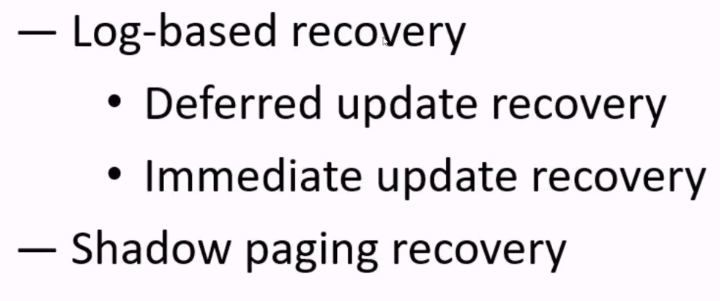 — Log-based recovery
• Deferred update recovery
• Immediate update recovery
— Shadow paging recovery